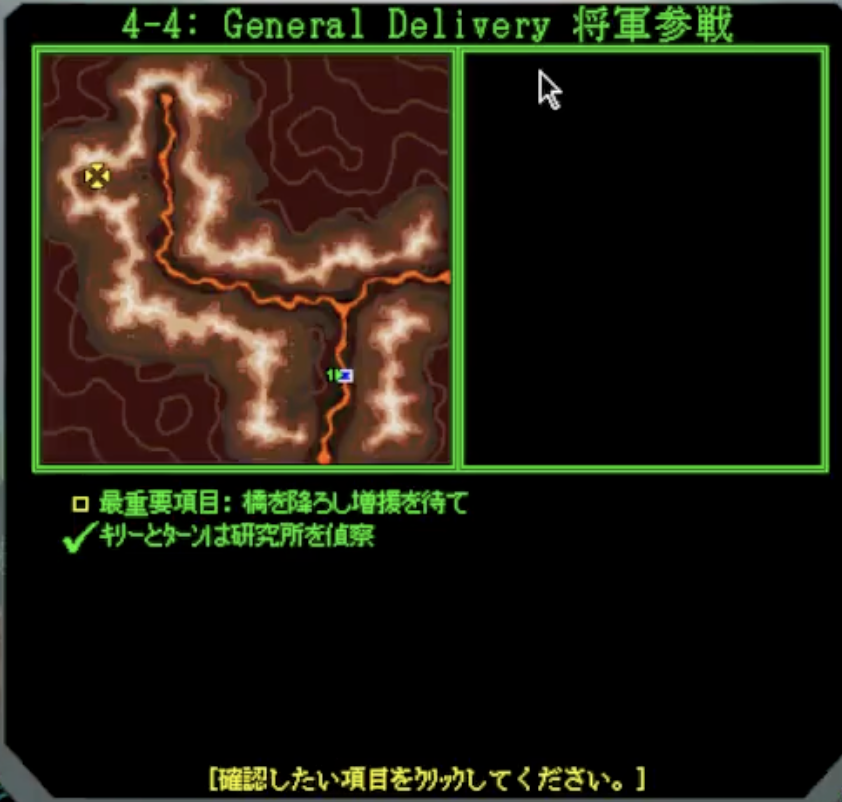 4-4: General Delivery 将軍参戦
1
最重要項目: 橋を降ろし増援を待て
ｷﾘｰとﾀｰﾝは研究所を偵察
[確認したい項目をｸﾘｯｸしてください。]